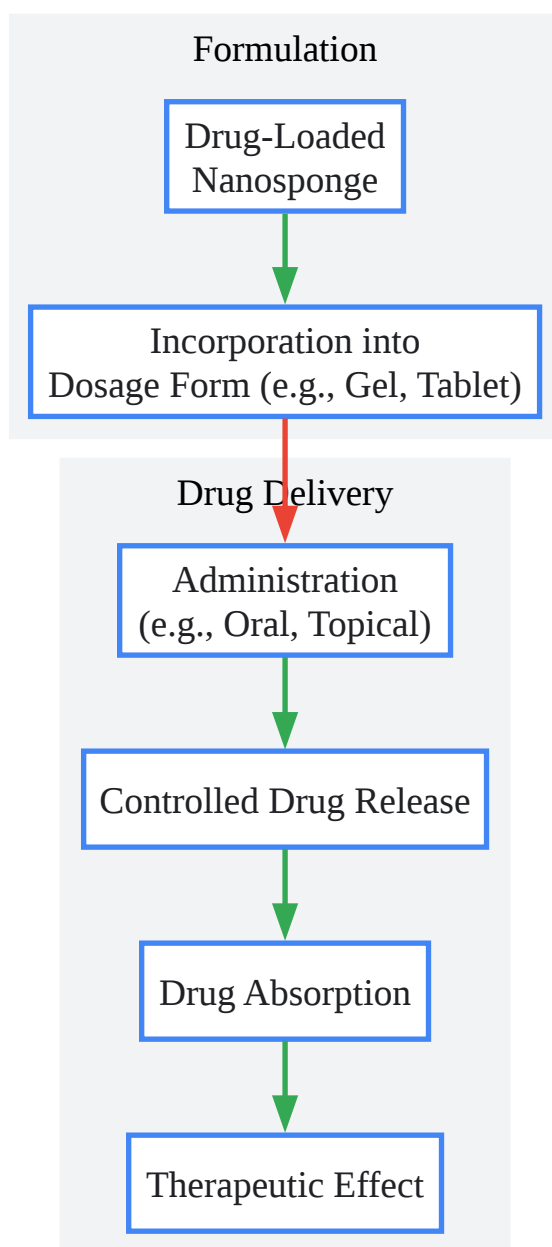 Formulation
Drug-Loaded
Nanosponge
Incorporation into
Dosage Form (e.g., Gel, Tablet)
Drug Delivery
Administration
(e.g., Oral, Topical)
Controlled Drug Release
Drug Absorption
Therapeutic Effect